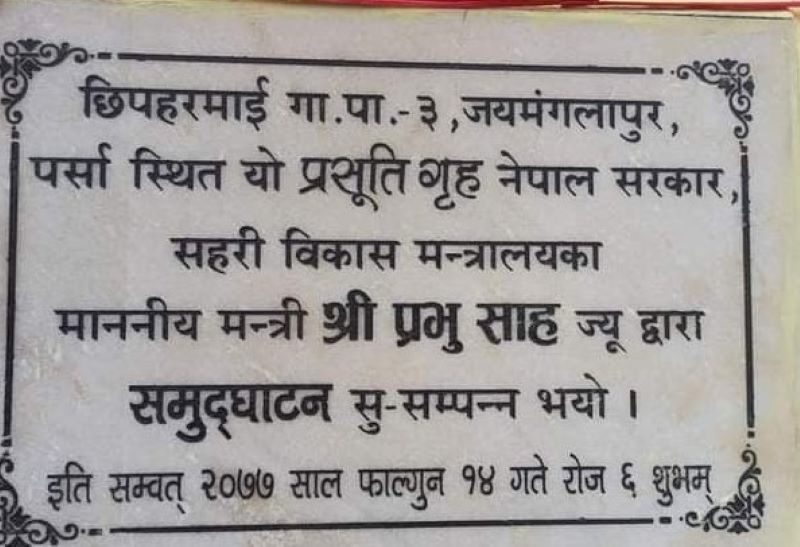 छिपहरमाई गा.पा.-३,जयमंगलापुर,
पर्सा स्थित यो प्रसूति गृह नेपाल सरकार,
सहरी विकास मन्त्रालयका
माननीय मन्त्री श्री प्रभु साह ज्यू द्वारा
समुद्घाटन सु-सम्पन्न भयो ।
इति सम्वत् २०७७ साल फाल्गुन १४ गते रोज ६ शुभम्